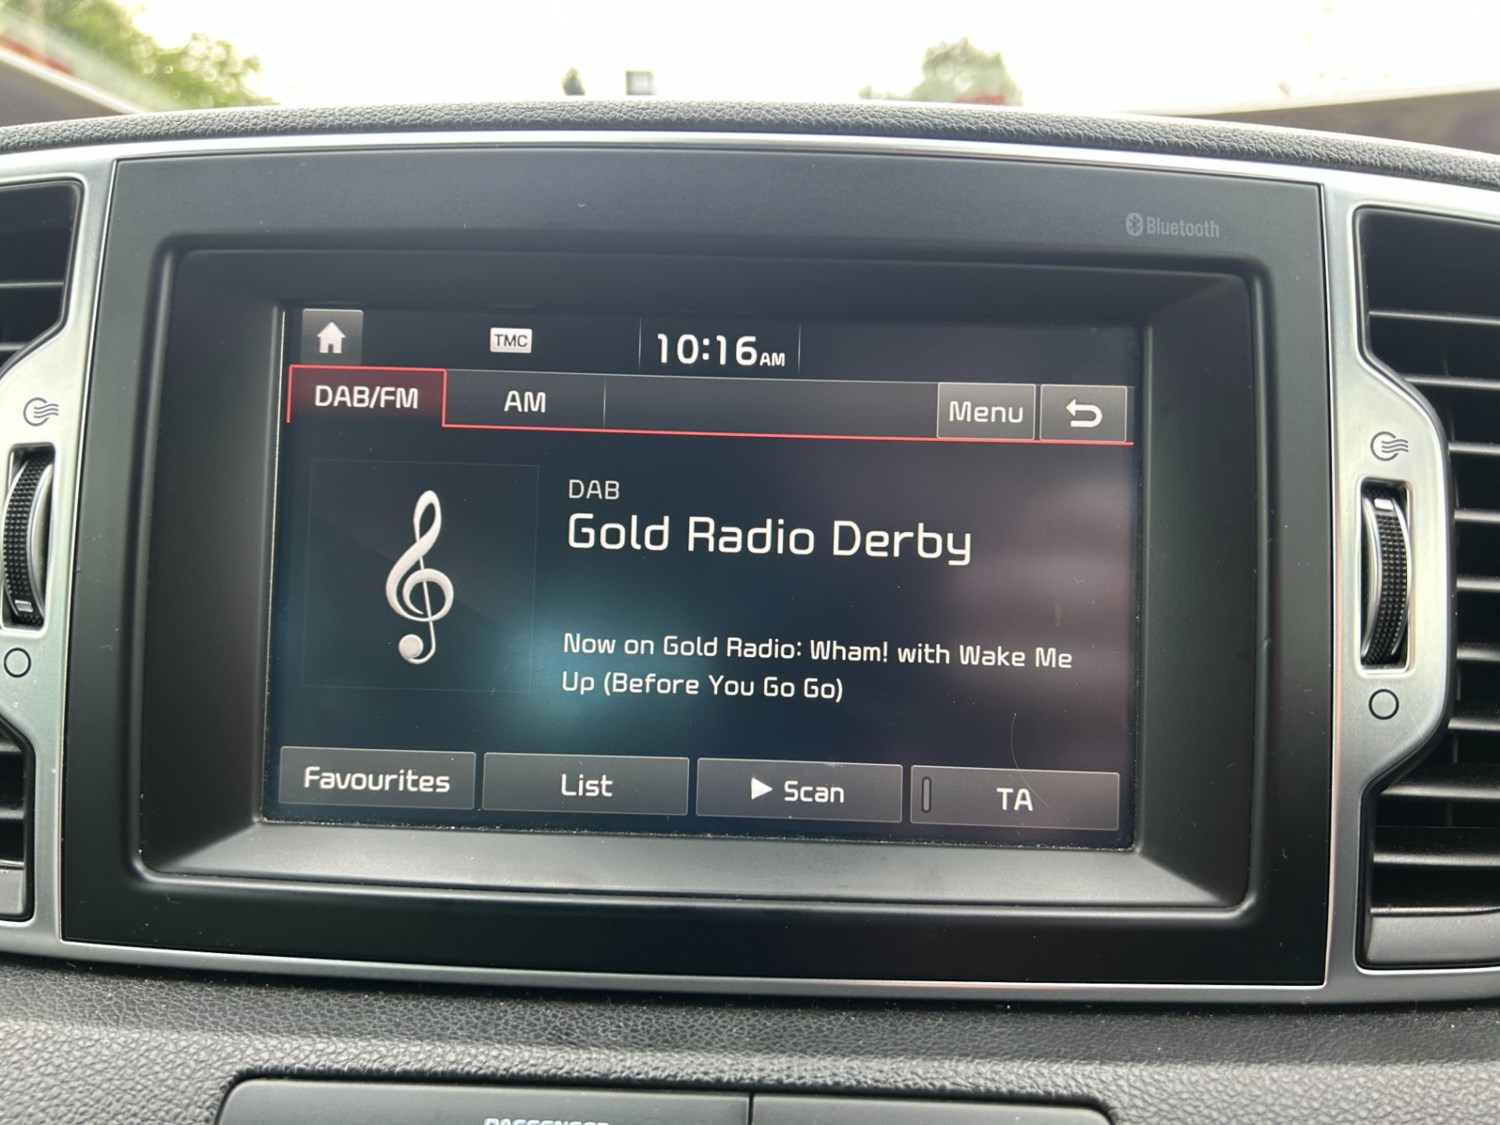 Bluetooth
TMC
10:16AM
DAB/FM
AM
Menu
DAB
Gold Radio Derby
Now on Gold Radio: Wham! with Wake Me
Up (Before You Go Go)
Favourites
List
Scan
TA
PASSENGER